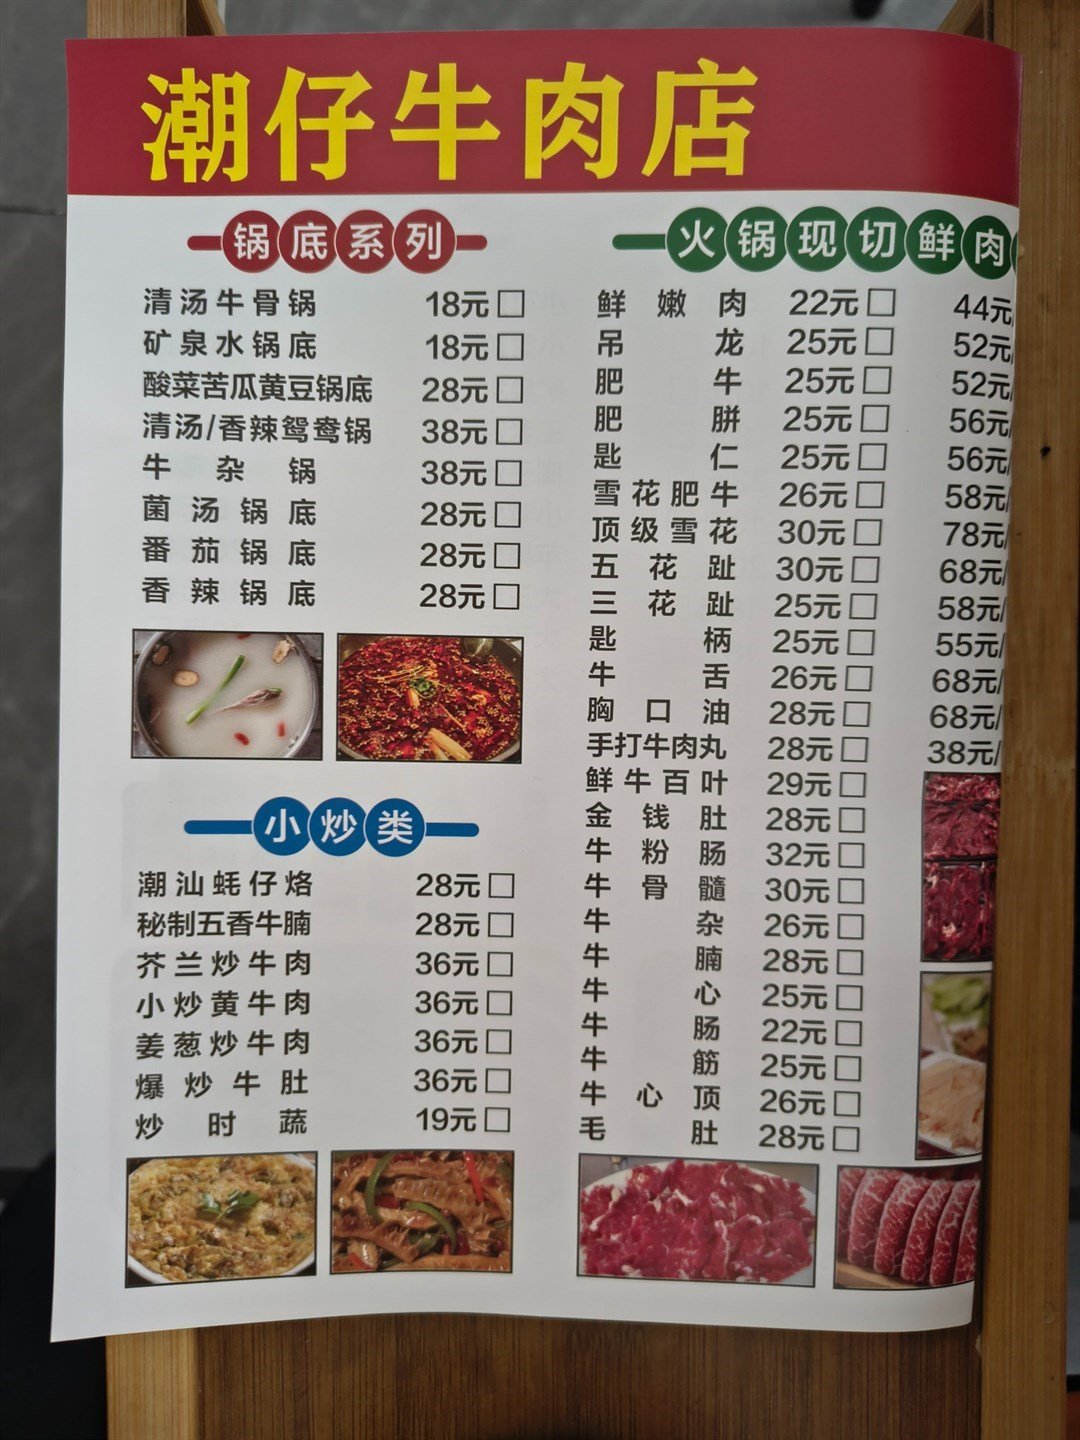 潮仔牛肉店
锅底系列
清汤牛骨锅 18元□
矿泉水锅底 18元□
酸菜苦瓜黄豆锅底 28元□
清汤/香辣鸳鸯锅 38元□
牛杂锅 38元□
菌汤锅底 28元□
番茄锅底 28元□
香辣锅底 28元□
小炒类
潮汕蚝仔烙 28元□
秘制五香牛腩 28元□
芥兰炒牛肉 36元□
小炒黄牛肉 36元□
姜葱炒牛肉 36元□
爆炒牛肚 36元□
炒时蔬 19元□
火锅现切鲜肉
鲜嫩肉 22元□ 44元/
吊龙 25元□ 52元/
肥牛 25元□ 52元/
肥胼 25元□ 56元/
匙仁 25元□ 56元/
雪花肥牛 26元□ 58元/
顶级雪花 30元□ 78元/
五花趾 30元□ 68元/
三花趾 25元□ 58元/
匙柄 25元□ 55元/
牛舌 26元□ 68元/
胸口油 28元□ 68元/
手打牛肉丸 28元□ 38元/
鲜牛百叶 29元□
金钱肚 28元□
牛粉肠 32元□
牛骨髓 30元□
牛杂 26元□
牛腩 28元□
牛心 25元□
牛肠 22元□
牛筋 25元□
牛心顶 26元□
毛肚 28元□